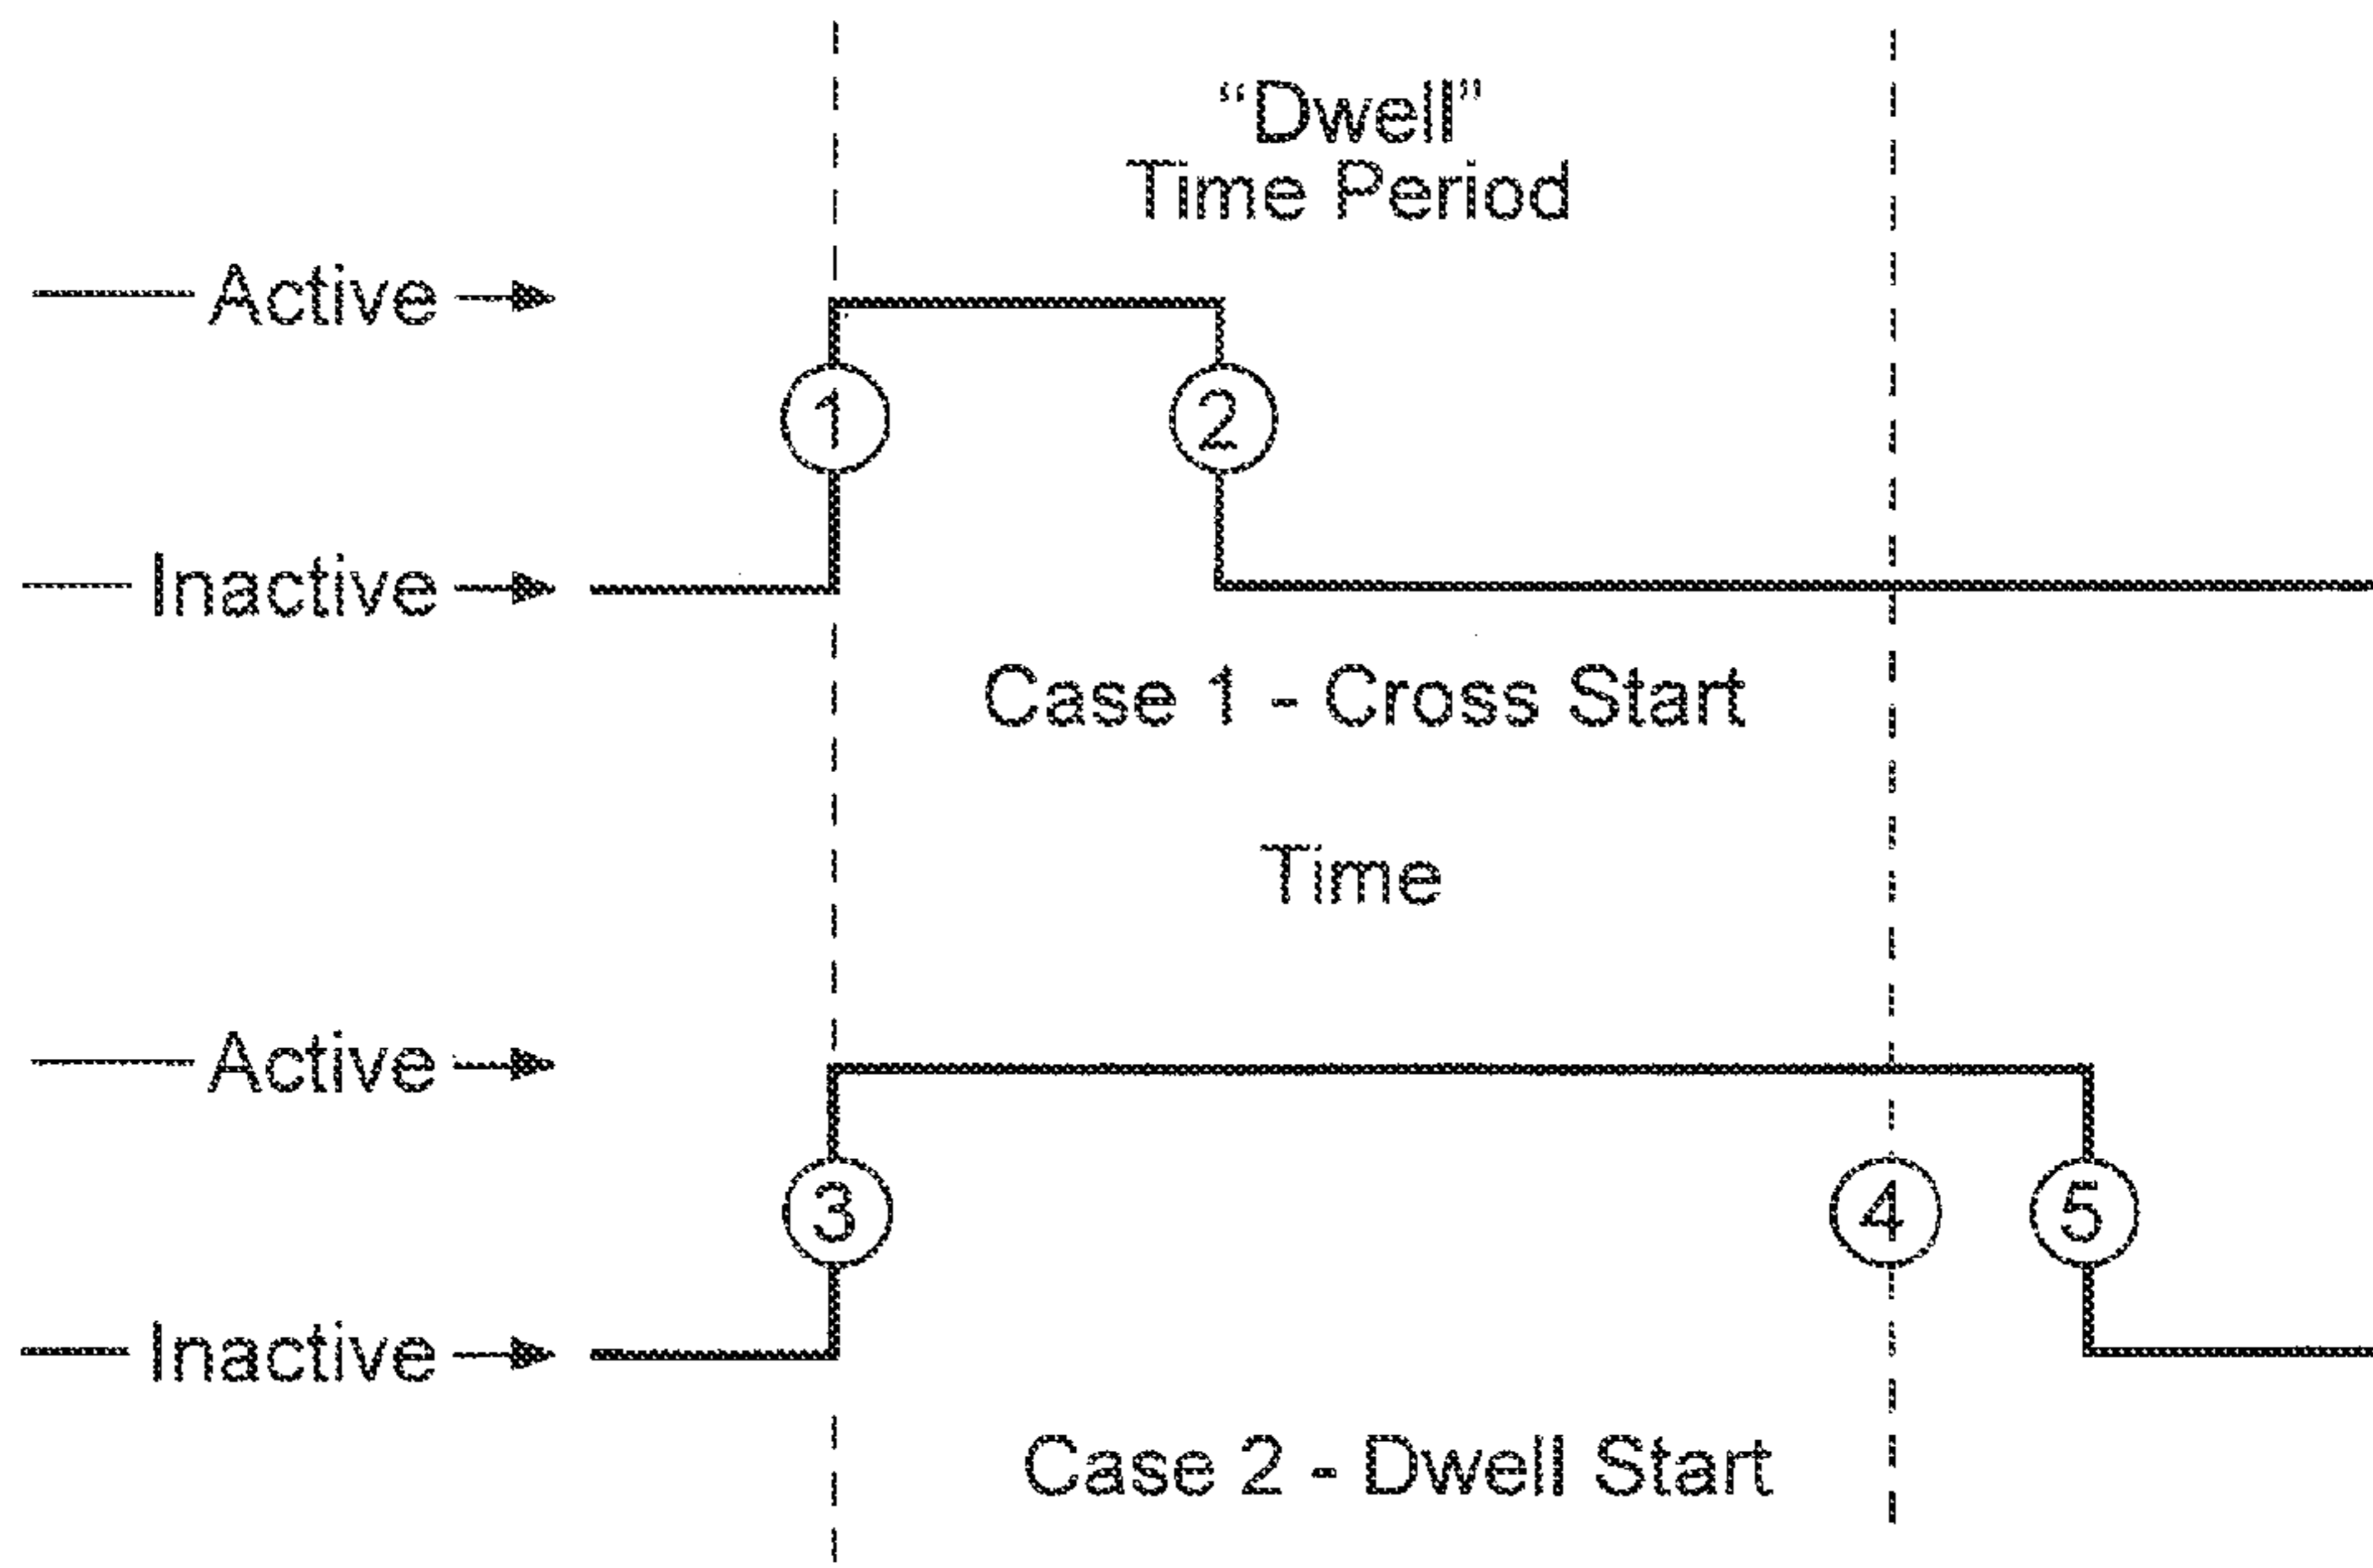 “Dwell”
Time Period
Active
1
2
Inactive
Case 1 - Cross Start
Time
Active
3
4
5
Inactive
Case 2 - Dwell Start